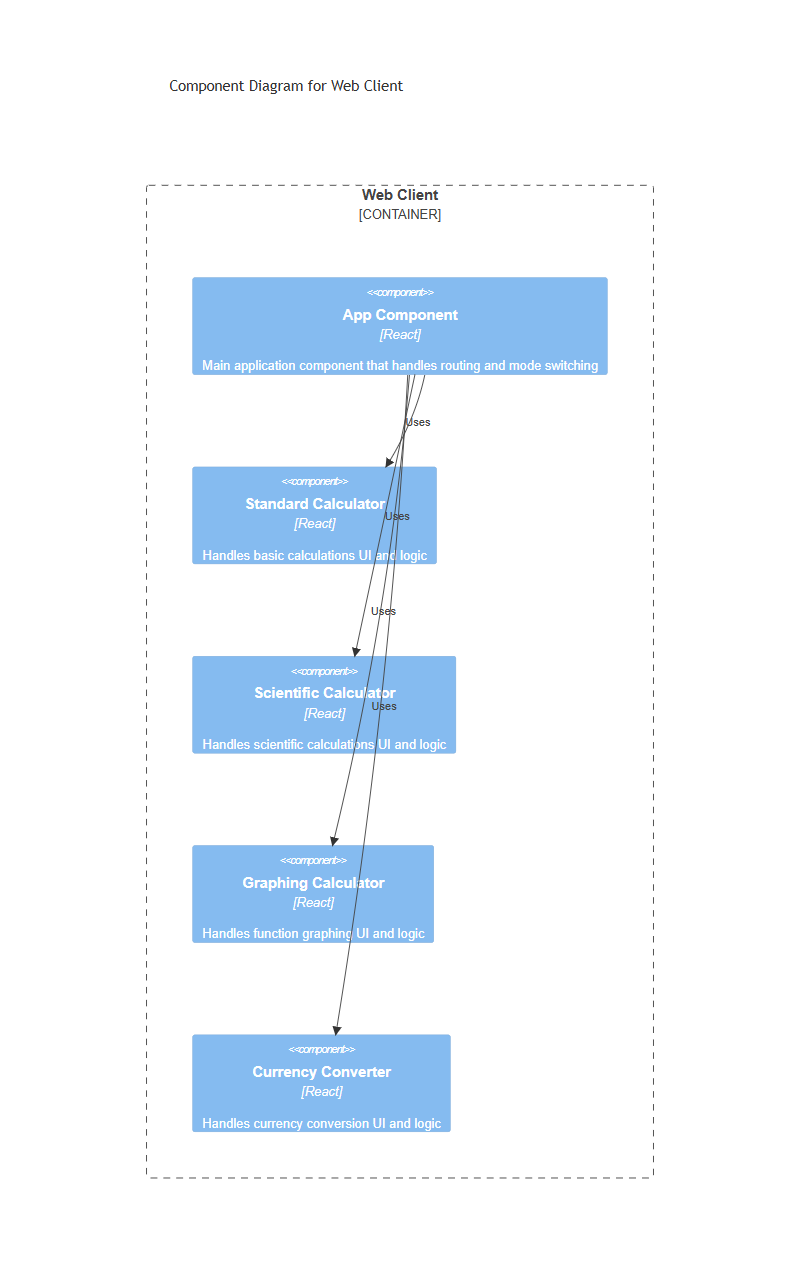 Component Diagram for Web Client
Web Client
[CONTAINER]
<<component>>
App Component
[React]
Main application component that handles routing and mode switching
Uses
<<component>>
Standard Calculator
[React]
Uses
Handles basic calculations UI and logic
Uses
<<component>>
Scientific Calculator
[React]
Uses
Handles scientific calculations UI and logic
<<component>>
Graphing Calculator
[React]
Handles function graphing UI and logic
<<component>>
Currency Converter
[React]
Handles currency conversion UI and logic